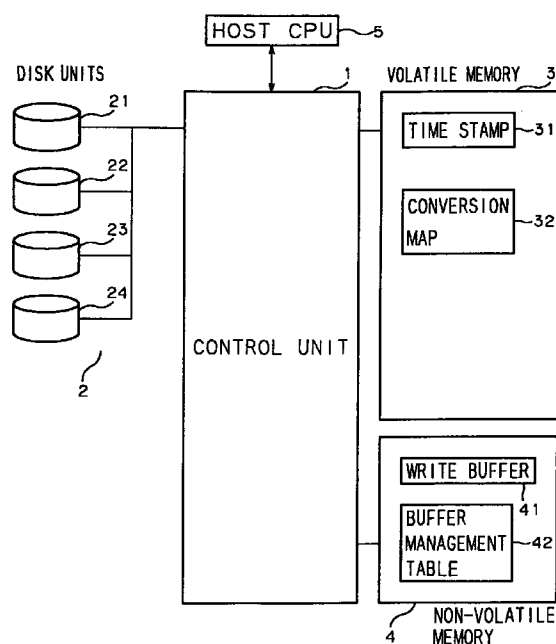 HOST CPU 5
DISK UNITS
1
VOLATILE MEMORY 3
21
22
23
24
2
CONTROL UNIT
TIME STAMP 31
CONVERSION
MAP
32
WRITE BUFFER
41
BUFFER
MANAGEMENT
TABLE
42
4
NON-VOLATILE
MEMORY